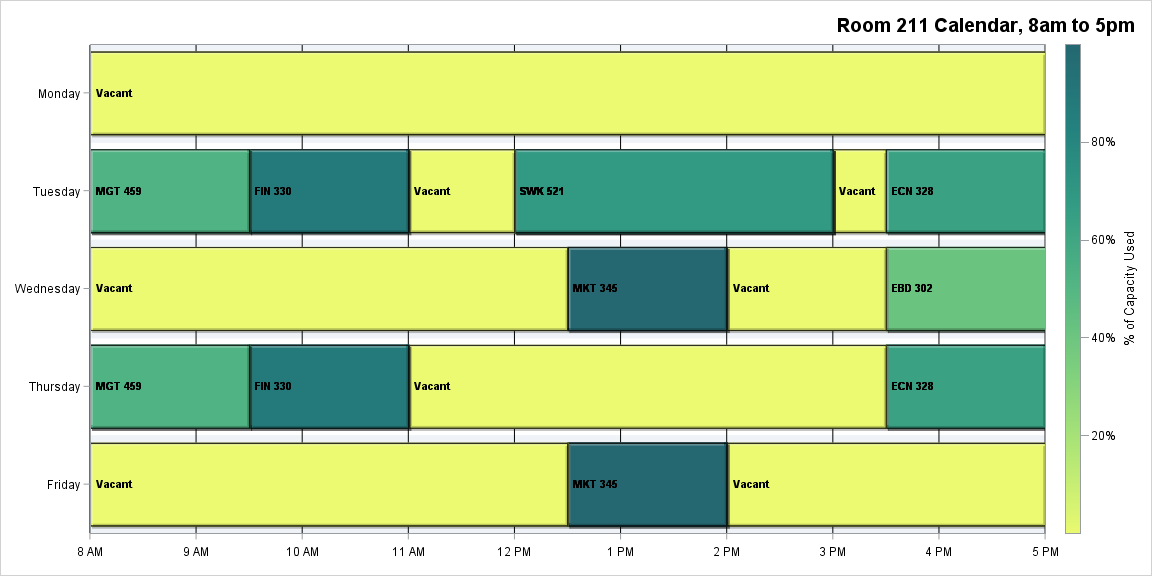 Room 211 Calendar, 8am to 5pm
Monday
Vacant
Tuesday
MGT 459
FIN 330
Vacant
SWK 521
Vacant
ECN 328
Wednesday
Vacant
MKT 345
Vacant
EBD 302
Thursday
MGT 459
FIN 330
Vacant
ECN 328
Friday
Vacant
MKT 345
Vacant
8 AM
9 AM
10 AM
11 AM
12 PM
1 PM
2 PM
3 PM
4 PM
5 PM
80%
60%
40%
20%
% of Capacity Used